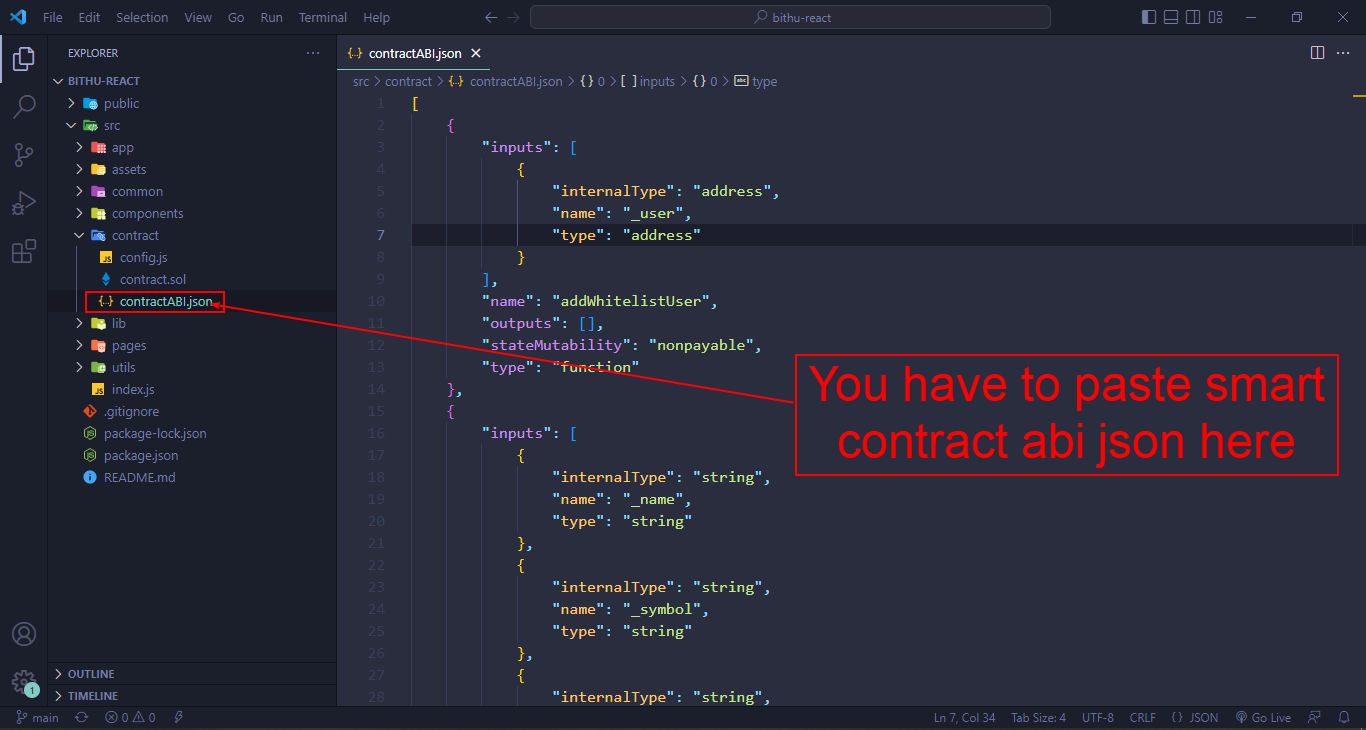 File Edit Selection View Go Run Terminal Help
bithu-react
EXPLORER
BITHU-REACT
public
src
app
assets
common
components
contract
config.js
contract.sol
contractABI.json
lib
pages
utils
index.js
.gitignore
package-lock.json
package.json
README.md
OUTLINE
TIMELINE
contractABI.json
src > contract > {..} contractABI.json > {} 0 > [ ] inputs > {} 0 > abc type
1 [
2 {
3 "inputs": [
4 {
5 "internalType": "address",
6 "name": "_user",
7 "type": "address"
8 }
9 ],
10 "name": "addWhitelistUser",
11 "outputs": [],
12 "stateMutability": "nonpayable",
13 "type": "function"
14 },
15 {
16 "inputs": [
17 {
18 "internalType": "string",
19 "name": "_name",
20 "type": "string"
21 },
22 {
23 "internalType": "string",
24 "name": "_symbol",
25 "type": "string"
26 },
27 {
28 "internalType": "string",
You have to paste smart
contract abi json here
1
main 0 0 Ln 7, Col 34 Tab Size: 4 UTF-8 CRLF {} JSON Go Live